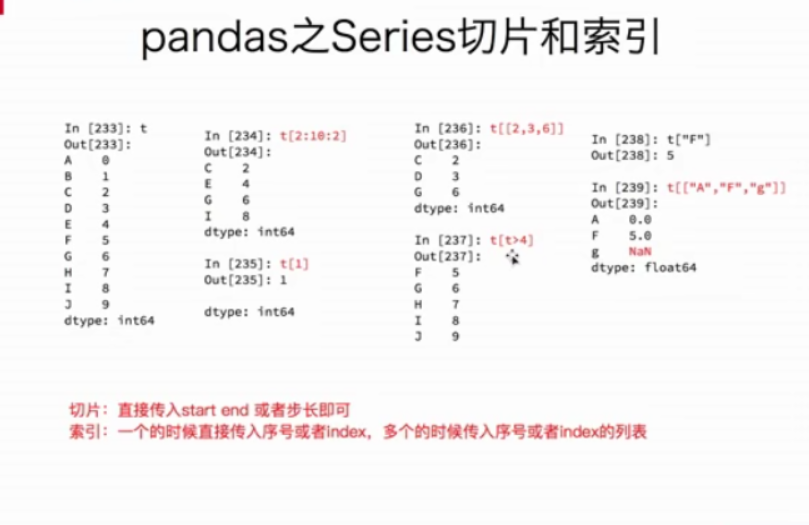 pandas之Series切片和索引
In [233]: t
Out[233]:
A    0
B    1
C    2
D    3
E    4
F    5
G    6
H    7
I    8
J    9
dtype: int64
In [234]: t[2:10:2]
Out[234]:
C    2
E    4
G    6
I    8
dtype: int64
In [235]: t[1]
Out[235]: 1
dtype: int64
In [236]: t[[2,3,6]]
Out[236]:
C    2
D    3
G    6
dtype: int64
In [237]: t[t>4]
Out[237]:
F    5
G    6
H    7
I    8
J    9
In [238]: t["F"]
Out[238]: 5
In [239]: t[["A","F","g"]]
Out[239]:
A    0.0
F    5.0
g    NaN
dtype: float64
切片：直接传入start end 或者步长即可
索引：一个的时候直接传入序号或者index，多个的时候传入序号或者index的列表